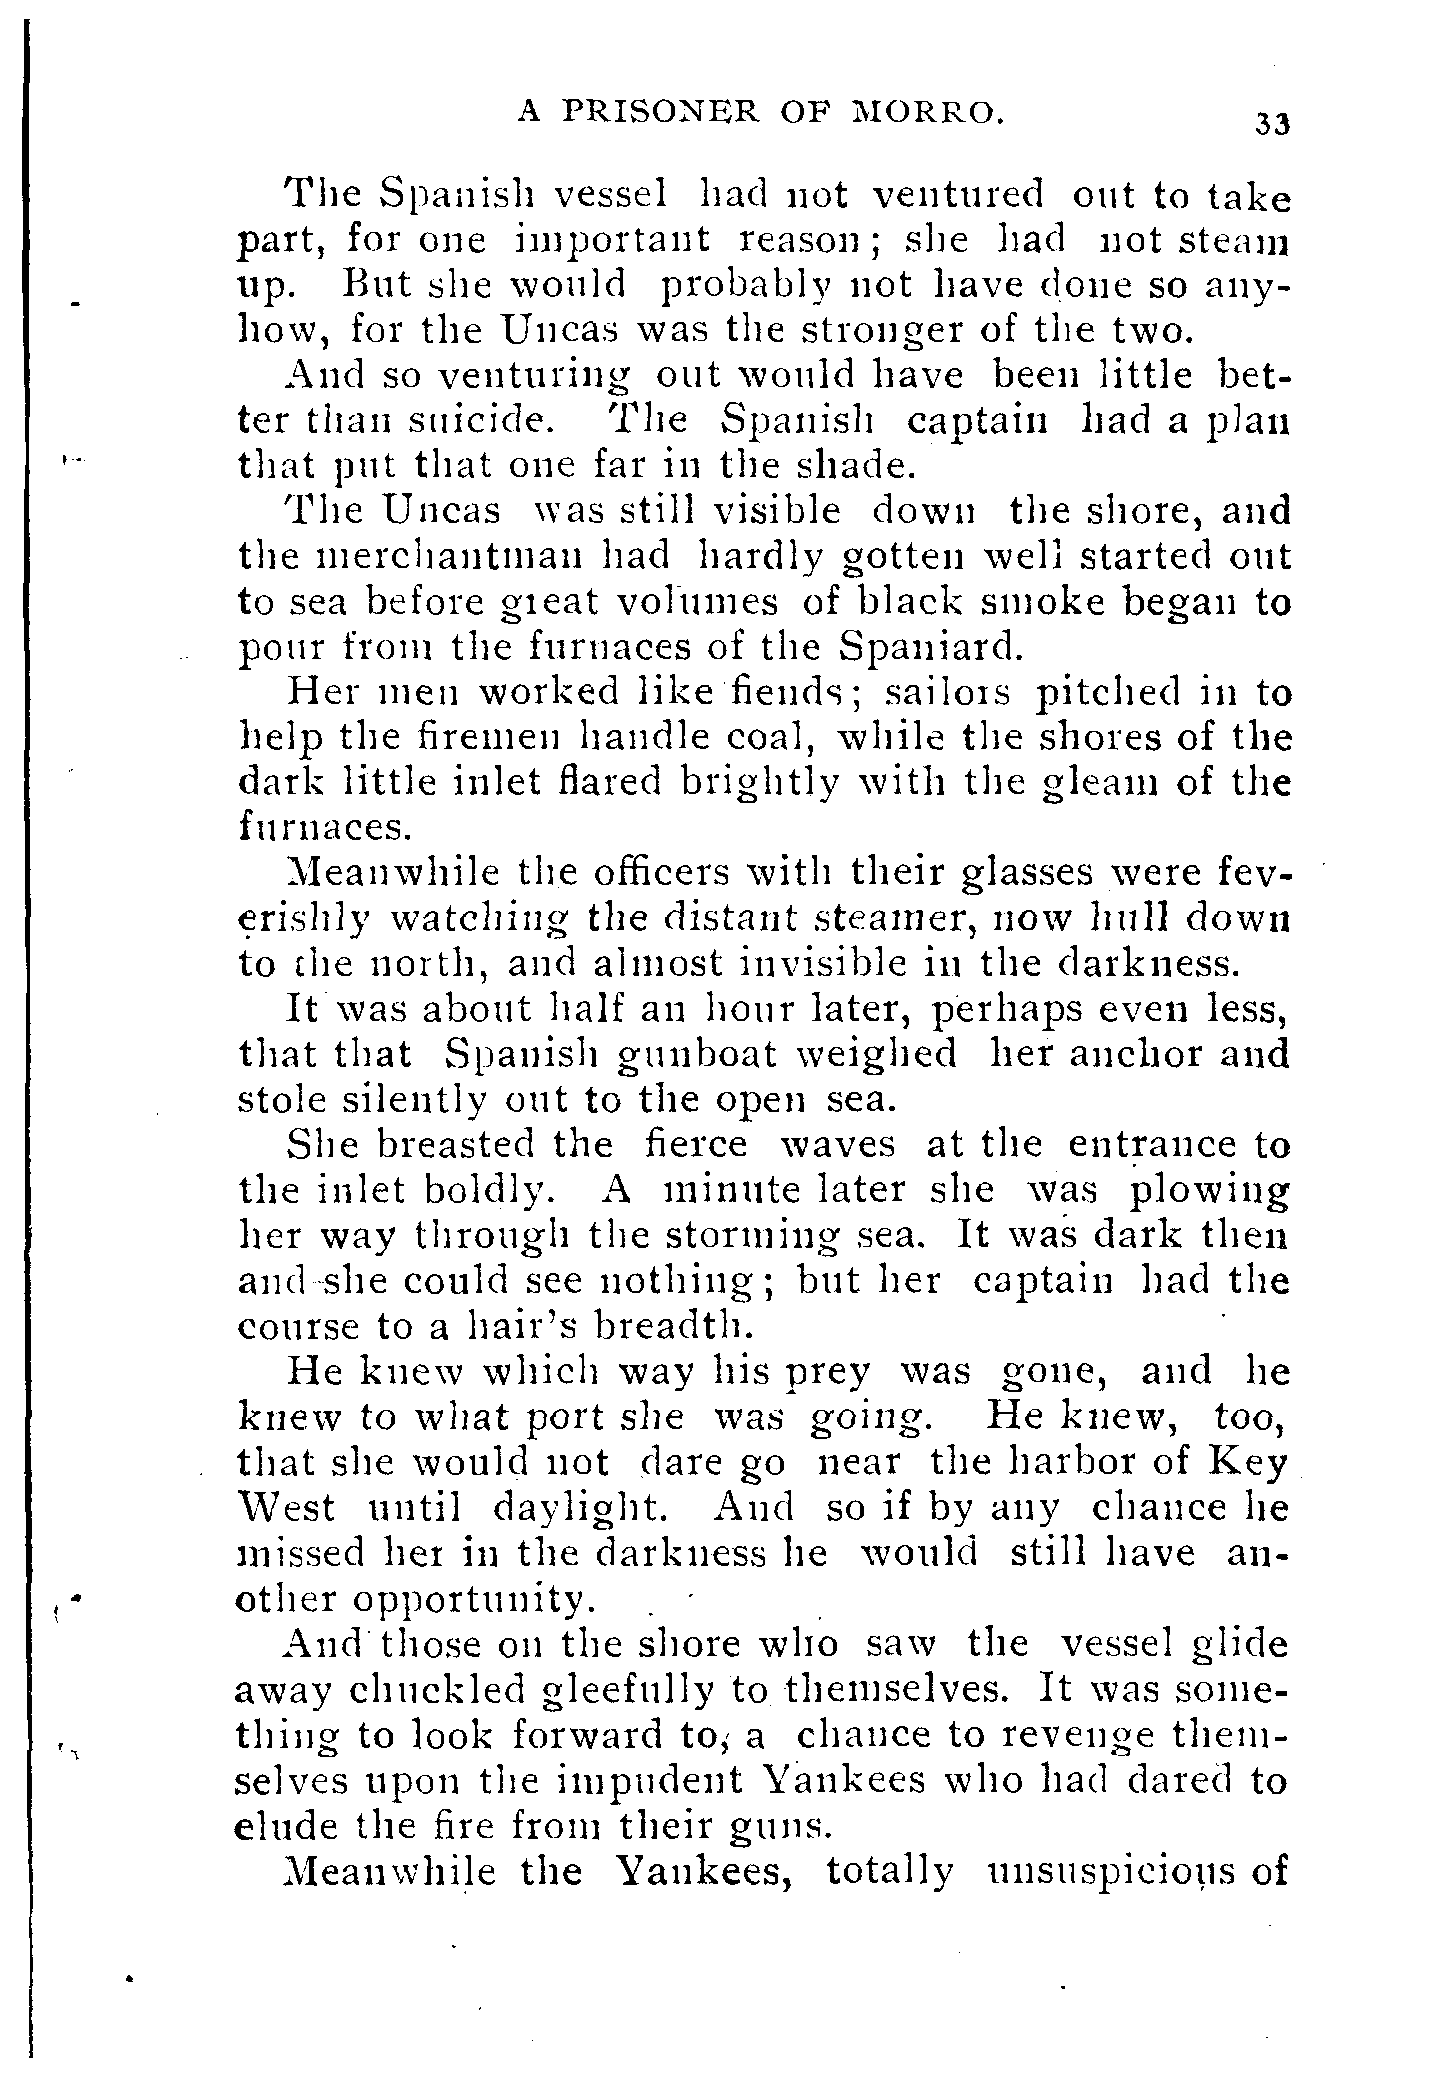 A PRISONER OF MORRO.
33
The Spanish vessel had not ventured out to take
part, for one important reason; she had not steam
up. But she would probably not have done so any-
how, for the Uncas was the stronger of the two.
And so venturing out would have been little bet-
ter than suicide. The Spanish captain had a plan
that put that one far in the shade.
The Uncas was still visible down the shore, and
the merchantman had hardly gotten well started out
to sea before great volumes of black smoke began to
pour from the furnaces of the Spaniard.
Her men worked like fiends; sailors pitched in to
help the firemen handle coal, while the shores of the
dark little inlet flared brightly with the gleam of the
furnaces.
Meanwhile the officers with their glasses were fev-
erishly watching the distant steamer, now hull down
to the north, and almost invisible in the darkness.
It was about half an hour later, perhaps even less,
that that Spanish gunboat weighed her anchor and
stole silently out to the open sea.
She breasted the fierce waves at the entrance to
the inlet boldly. A minute later she was plowing
her way through the storming sea. It was dark then
and she could see nothing; but her captain had the
course to a hair's breadth.
He knew which way his prey was gone, and he
knew to what port she was going. He knew, too,
that she would not dare go near the harbor of Key
West until daylight. And so if by any chance he
missed her in the darkness he would still have an-
other opportunity.
And those on the shore who saw the vessel glide
away chuckled gleefully to themselves. It was some-
thing to look forward to, a chance to revenge them-
selves upon the impudent Yankees who had dared to
elude the fire from their guns.
Meanwhile the Yankees, totally unsuspicious of